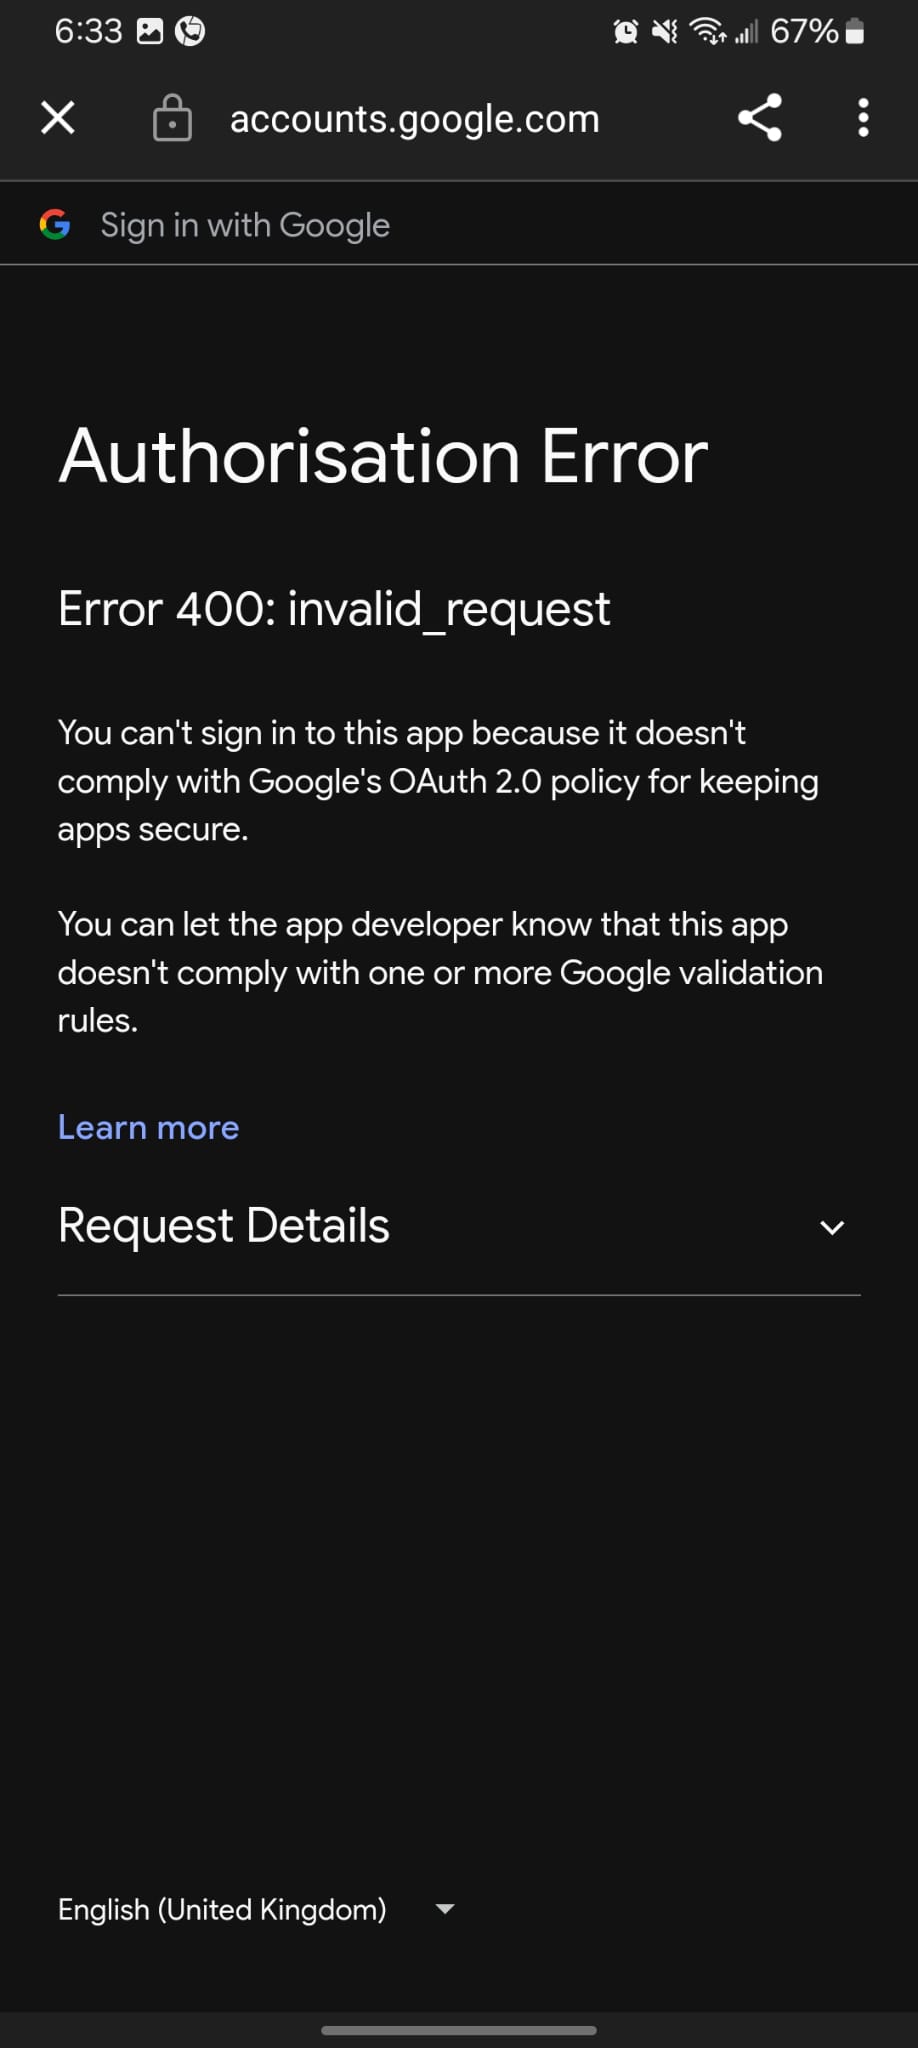 6:33
67%
accounts.google.com
Sign in with Google
Authorisation Error
Error 400: invalid_request
You can't sign in to this app because it doesn't
comply with Google's OAuth 2.0 policy for keeping
apps secure.
You can let the app developer know that this app
doesn't comply with one or more Google validation
rules.
Learn more
Request Details
English (United Kingdom)